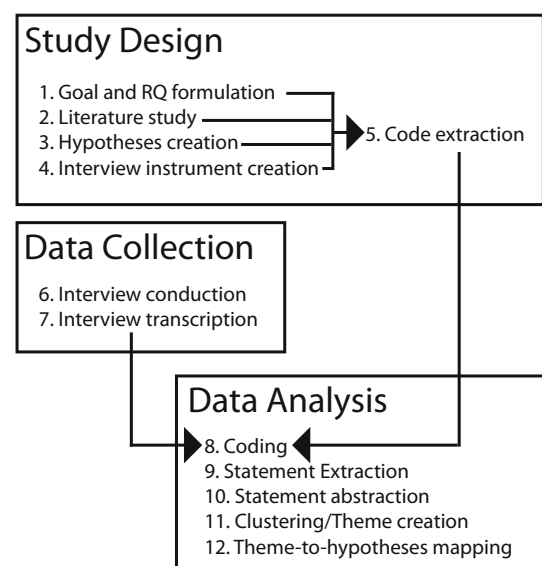 Study Design
1. Goal and RQ formulation
2. Literature study
3. Hypotheses creation
4. Interview instrument creation
5. Code extraction
Data Collection
6. Interview conduction
7. Interview transcription
Data Analysis
8. Coding
9. Statement Extraction
10. Statement abstraction
11. Clustering/Theme creation
12. Theme-to-hypotheses mapping